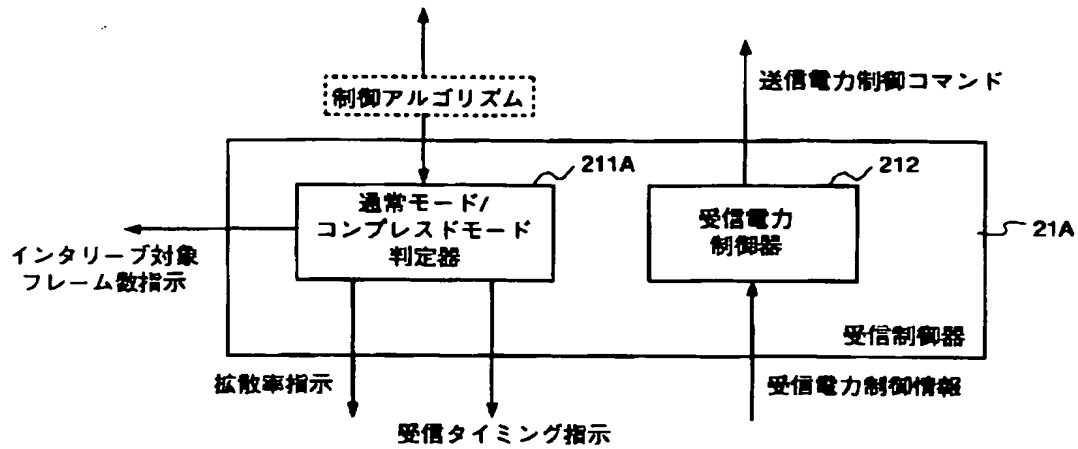 送信電力制御コマンド
制御アルゴリズム
211A
212
通常モード/
コンプレスドモード
判定器
受信電力
制御器
21A
インタリーブ対象
フレーム数指示
受信制御器
拡散率指示
受信電力制御情報
受信タイミング指示